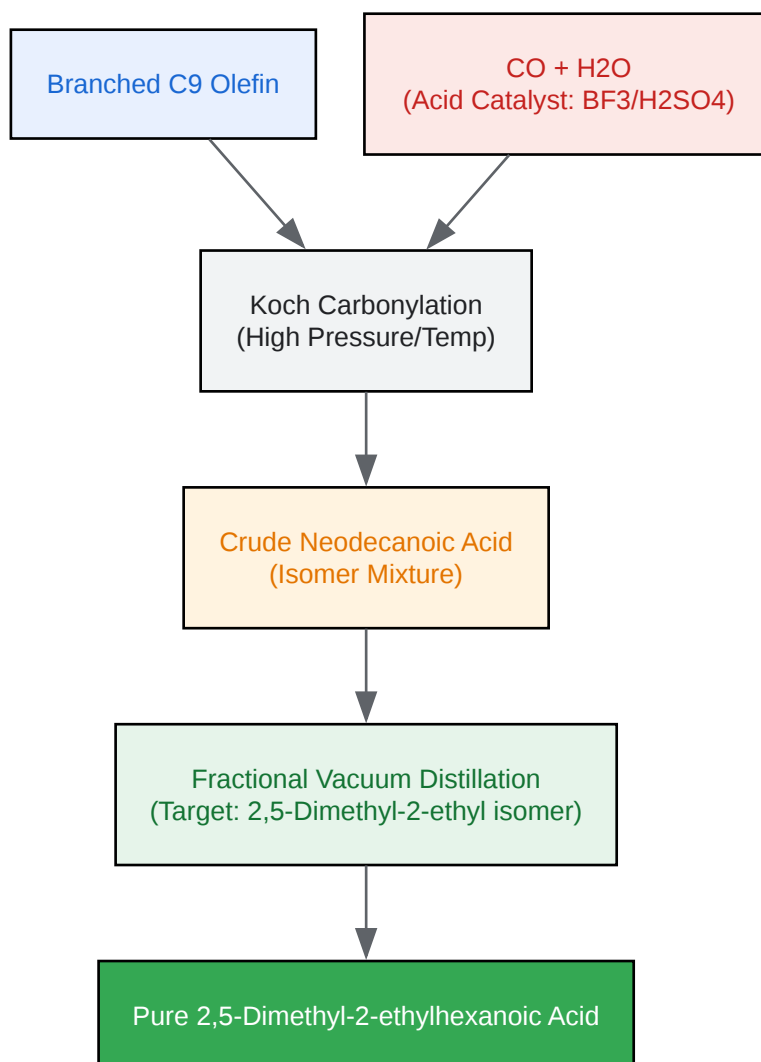 Branched C9 Olefin
CO + H2O
(Acid Catalyst: BF3/H2SO4)
Koch Carbonylation
(High Pressure/Temp)
Crude Neodecanoic Acid
(Isomer Mixture)
Fractional Vacuum Distillation
(Target: 2,5-Dimethyl-2-ethyl isomer)
Pure 2,5-Dimethyl-2-ethylhexanoic Acid